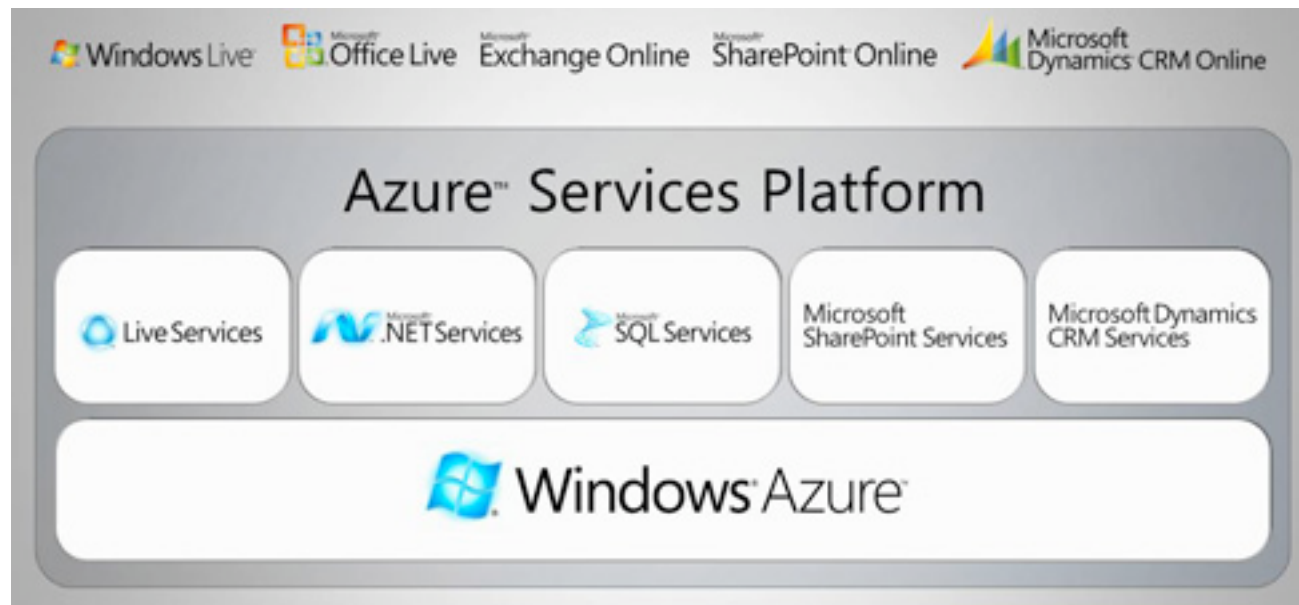 Windows Live
Microsoft
Office Live
Microsoft
Exchange Online
Microsoft
SharePoint Online
Microsoft
Dynamics CRM Online
Azure™ Services Platform
Live Services
Microsoft
.NET Services
Microsoft
SQL Services
Microsoft
SharePoint Services
Microsoft Dynamics
CRM Services
Windows Azure™